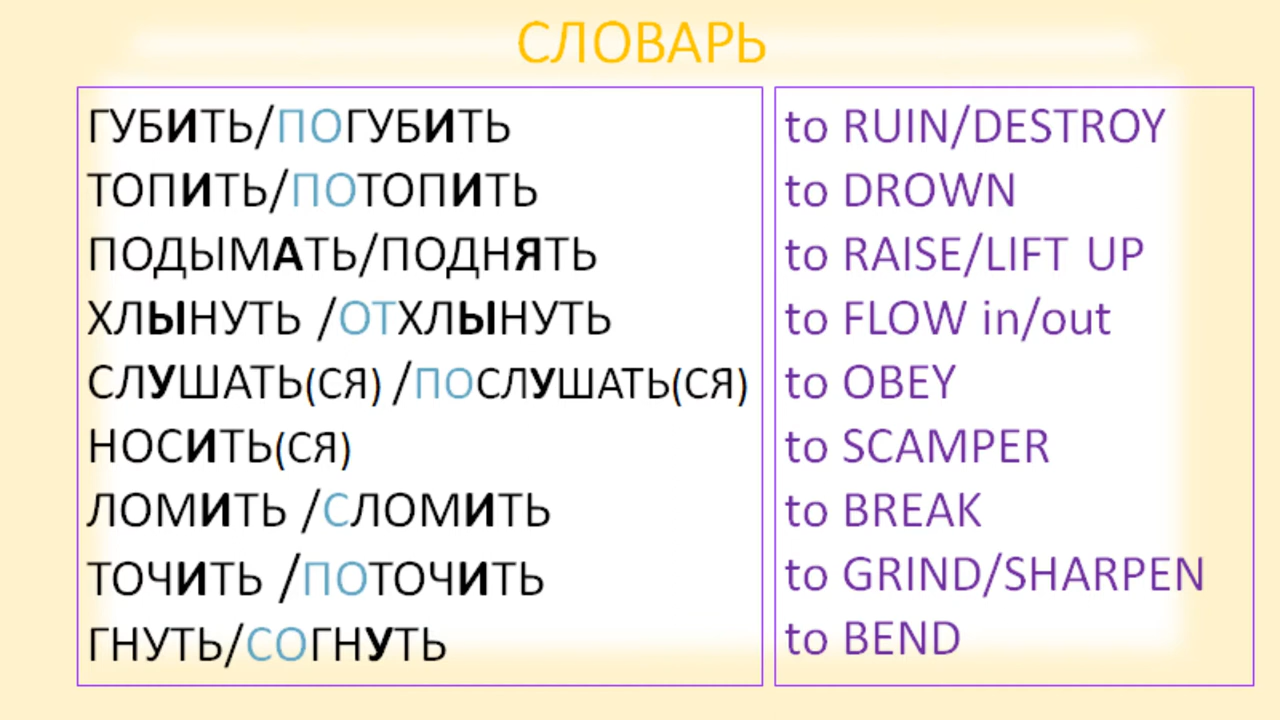 СЛОВАРЬ
ГУБИТЬ/ПОГУБИТЬ
ТОПИТЬ/ПОТОПИТЬ
ПОДЫМАТЬ/ПОДНЯТЬ
ХЛЫНУТЬ /ОТХЛЫНУТЬ
СЛУШАТЬ(СЯ) /ПОСЛУШАТЬ(СЯ)
НОСИТЬ(СЯ)
ЛОМИТЬ /СЛОМИТЬ
ТОЧИТЬ /ПОТОЧИТЬ
ГНУТЬ/СОГНУТЬ
to RUIN/DESTROY
to DROWN
to RAISE/LIFT UP
to FLOW in/out
to OBEY
to SCAMPER
to BREAK
to GRIND/SHARPEN
to BEND